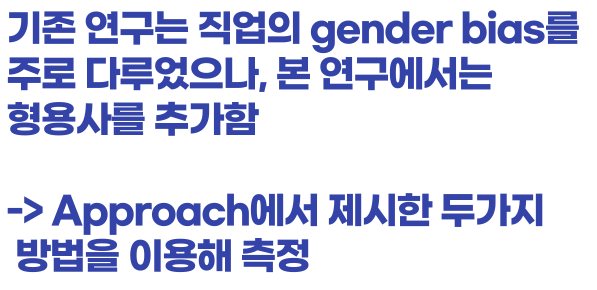 기존 연구는 직업의 gender bias를
주로 다루었으나, 본 연구에서는
형용사를 추가함
-> Approach에서 제시한 두가지
방법을 이용해 측정